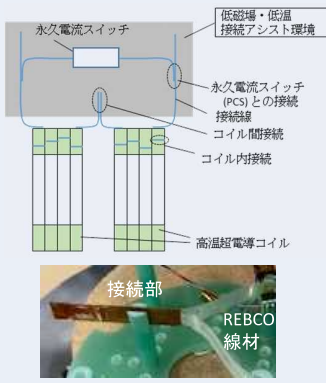 低磁場・低温
接続アシスト環境
永久電流スイッチ
永久電流スイッチ
(PCS) との接続
接続線
コイル間接続
コイル内接続
高温超電導コイル
接続部
REBCO
線材